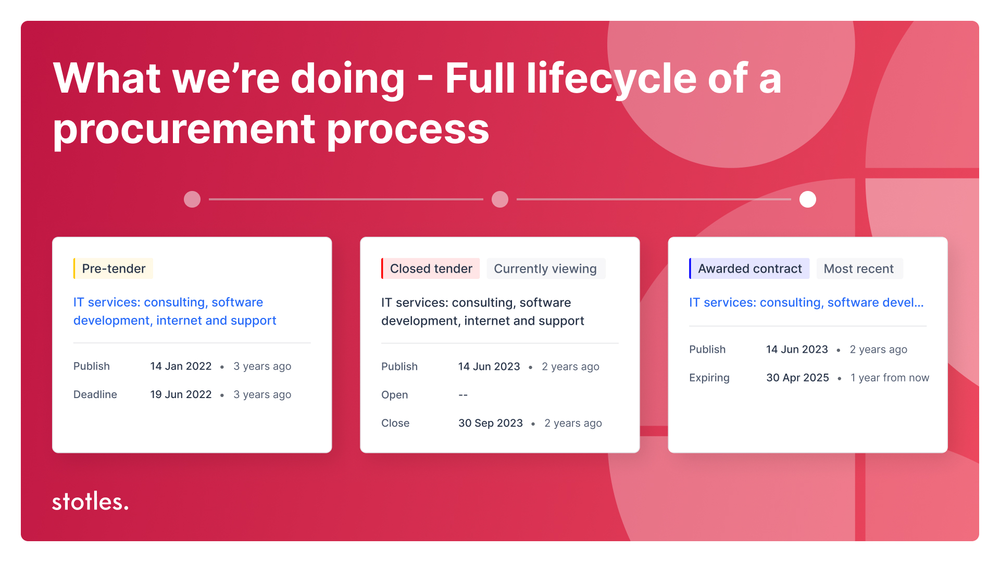 What we’re doing - Full lifecycle of a
procurement process
Pre-tender
IT services: consulting, software
development, internet and support
Publish 14 Jan 2022 • 3 years ago
Deadline 19 Jun 2022 • 3 years ago
Closed tender Currently viewing
IT services: consulting, software
development, internet and support
Publish 14 Jun 2023 • 2 years ago
Open --
Close 30 Sep 2023 • 2 years ago
Awarded contract Most recent
IT services: consulting, software devel...
Publish 14 Jun 2023 • 2 years ago
Expiring 30 Apr 2025 • 1 year from now
stotles.